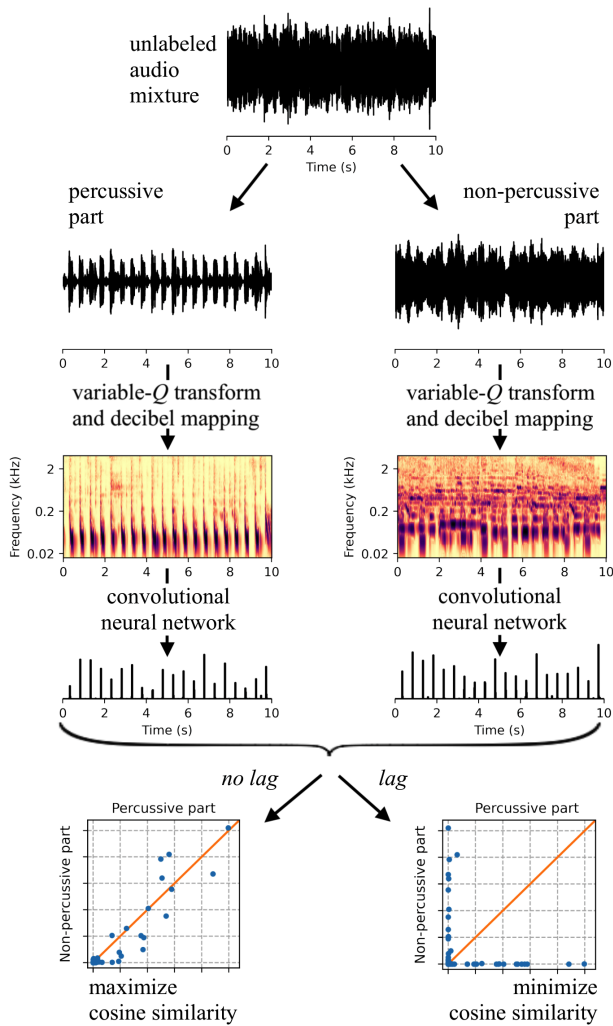 unlabeled
audio
mixture
0 2 4 6 8 10
Time (s)
percussive
part
non-percussive
part
0 2 4 6 8 10
0 2 4 6 8 10
variable-Q transform
and decibel mapping
variable-Q transform
and decibel mapping
Frequency (kHz)
2
0.2
0.02
0 2 4 6 8 10
Frequency (kHz)
2
0.2
0.02
0 2 4 6 8 10
convolutional
neural network
convolutional
neural network
0 2 4 6 8 10
Time (s)
0 2 4 6 8 10
Time (s)
no lag
lag
Percussive part
Non-percussive part
Percussive part
Non-percussive part
maximize
cosine similarity
minimize
cosine similarity